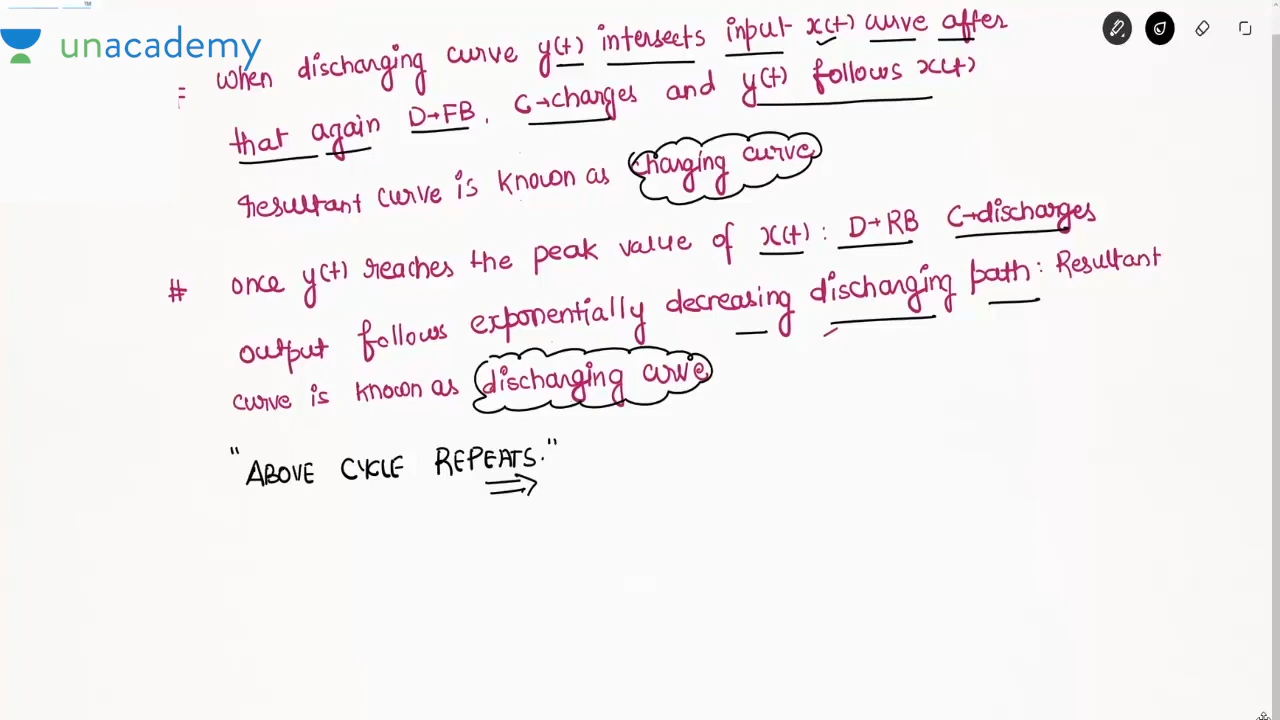 unacademy
# when discharging curve y(t) intersects input x(t) curve after
that again D→FB, C→charges and y(t) follows x(t)
resultant curve is known as charging curve
# once y(t) reaches the peak value of x(t) : D→RB C→discharges
output follows exponentially decreasing discharging path : Resultant
curve is known as discharging curve
"ABOVE CYCLE REPEATS."